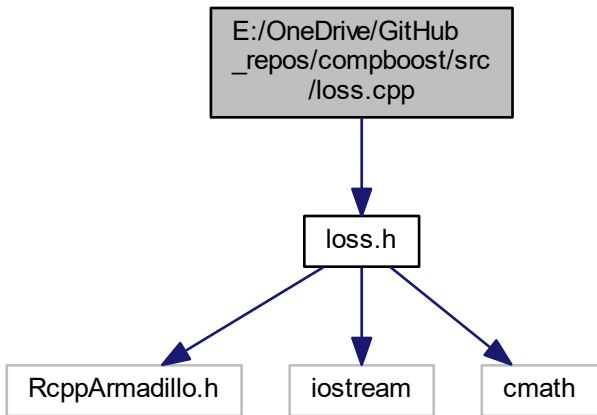 E:/OneDrive/GitHub
_repos/compboost/src
/loss.cpp
loss.h
RcppArmadillo.h
iostream
cmath